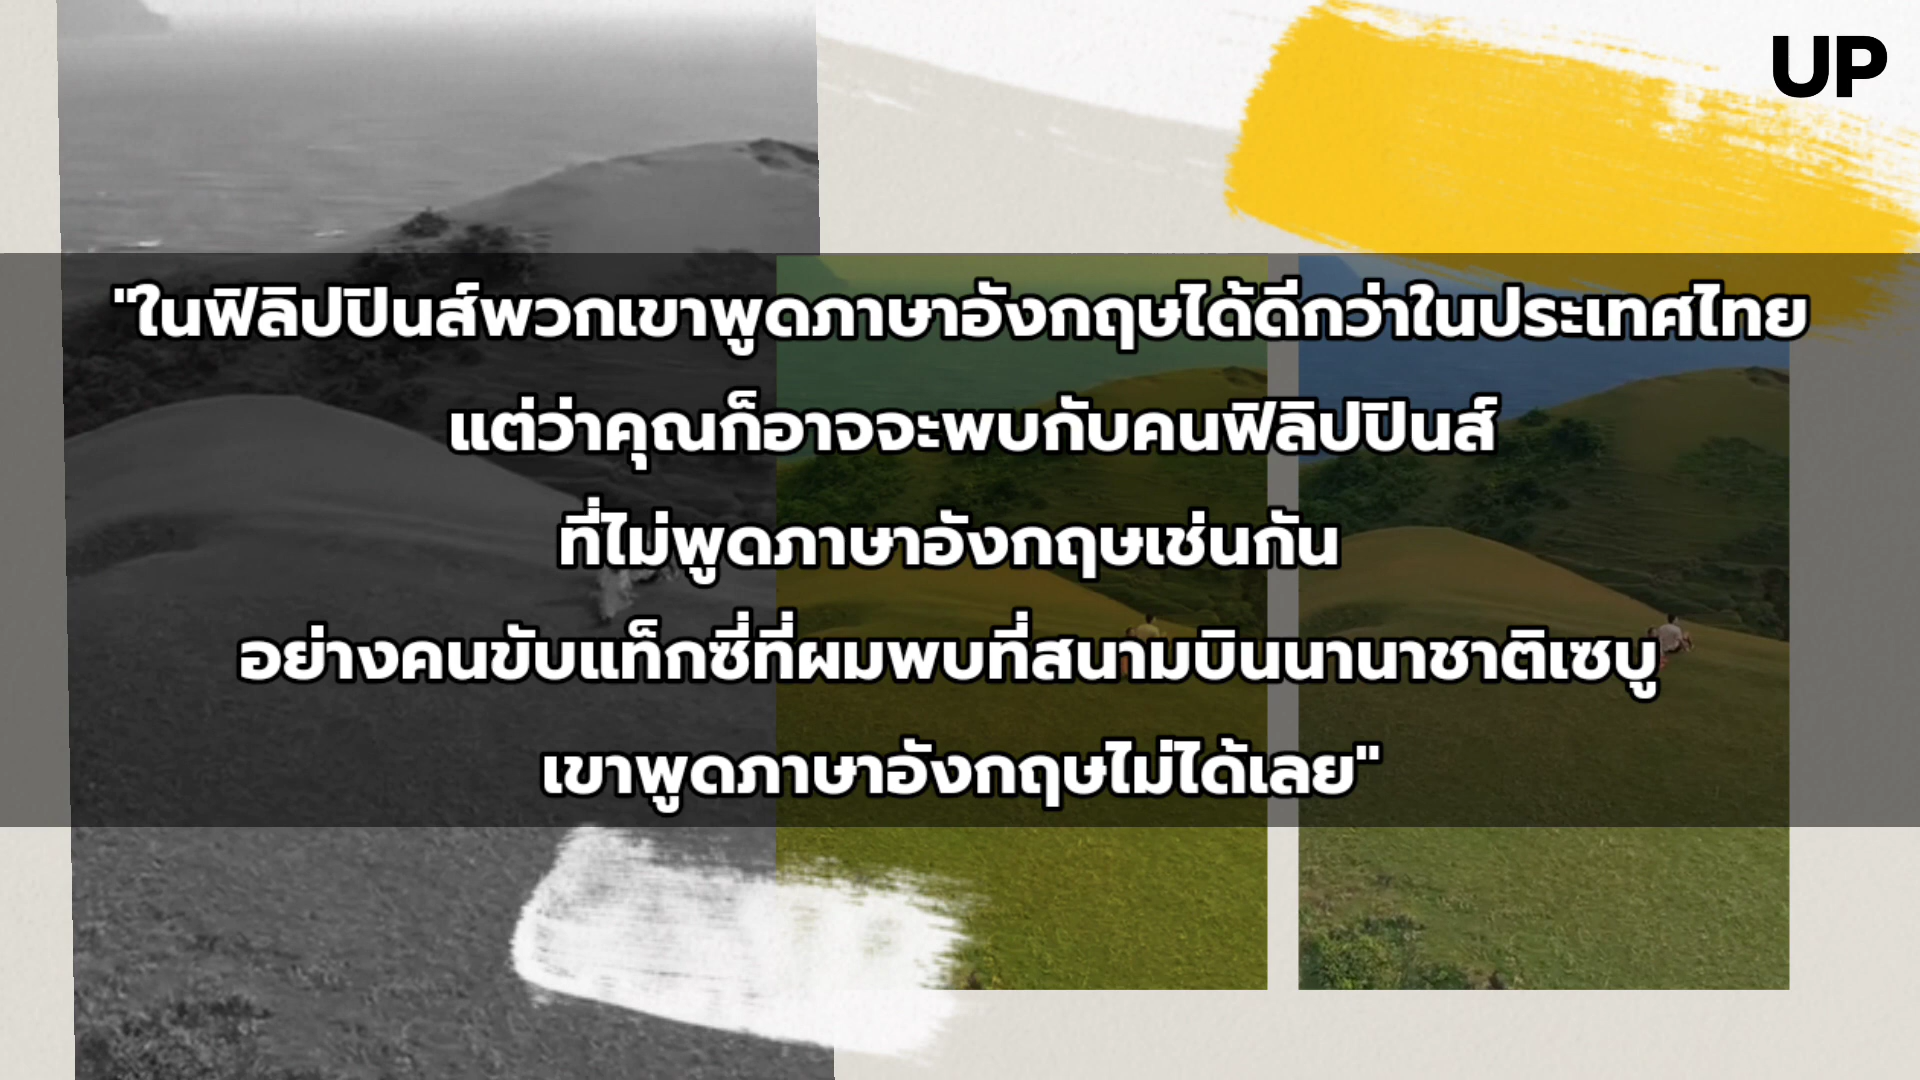 UP
"ในฟิลิปปินส์พวกเขาพูดภาษาอังกฤษได้ดีกว่าในประเทศไทย
แต่ว่าคุณก็อาจจะพบกับคนฟิลิปปินส์
ที่ไม่พูดภาษาอังกฤษเช่นกัน
อย่างคนขับแท็กซี่ที่ผมพบที่สนามบินนานาชาติเซบู
เขาพูดภาษาอังกฤษไม่ได้เลย"